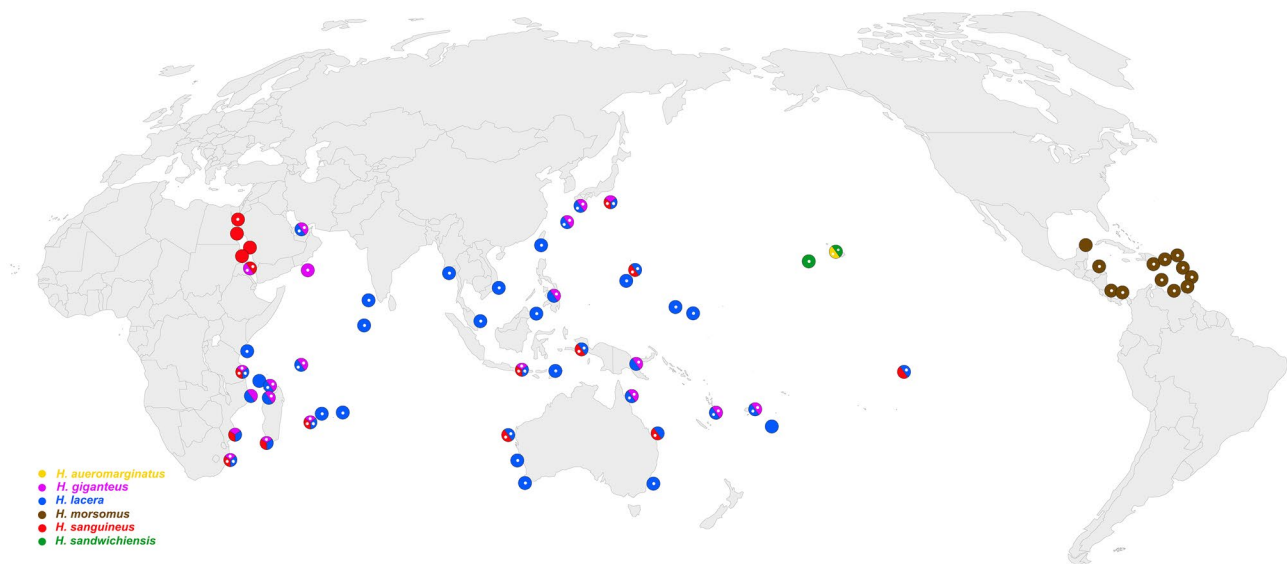 H. aueromarginatus
H. giganteus
H. lacera
H. morsomus
H. sanguineus
H. sandwichiensis